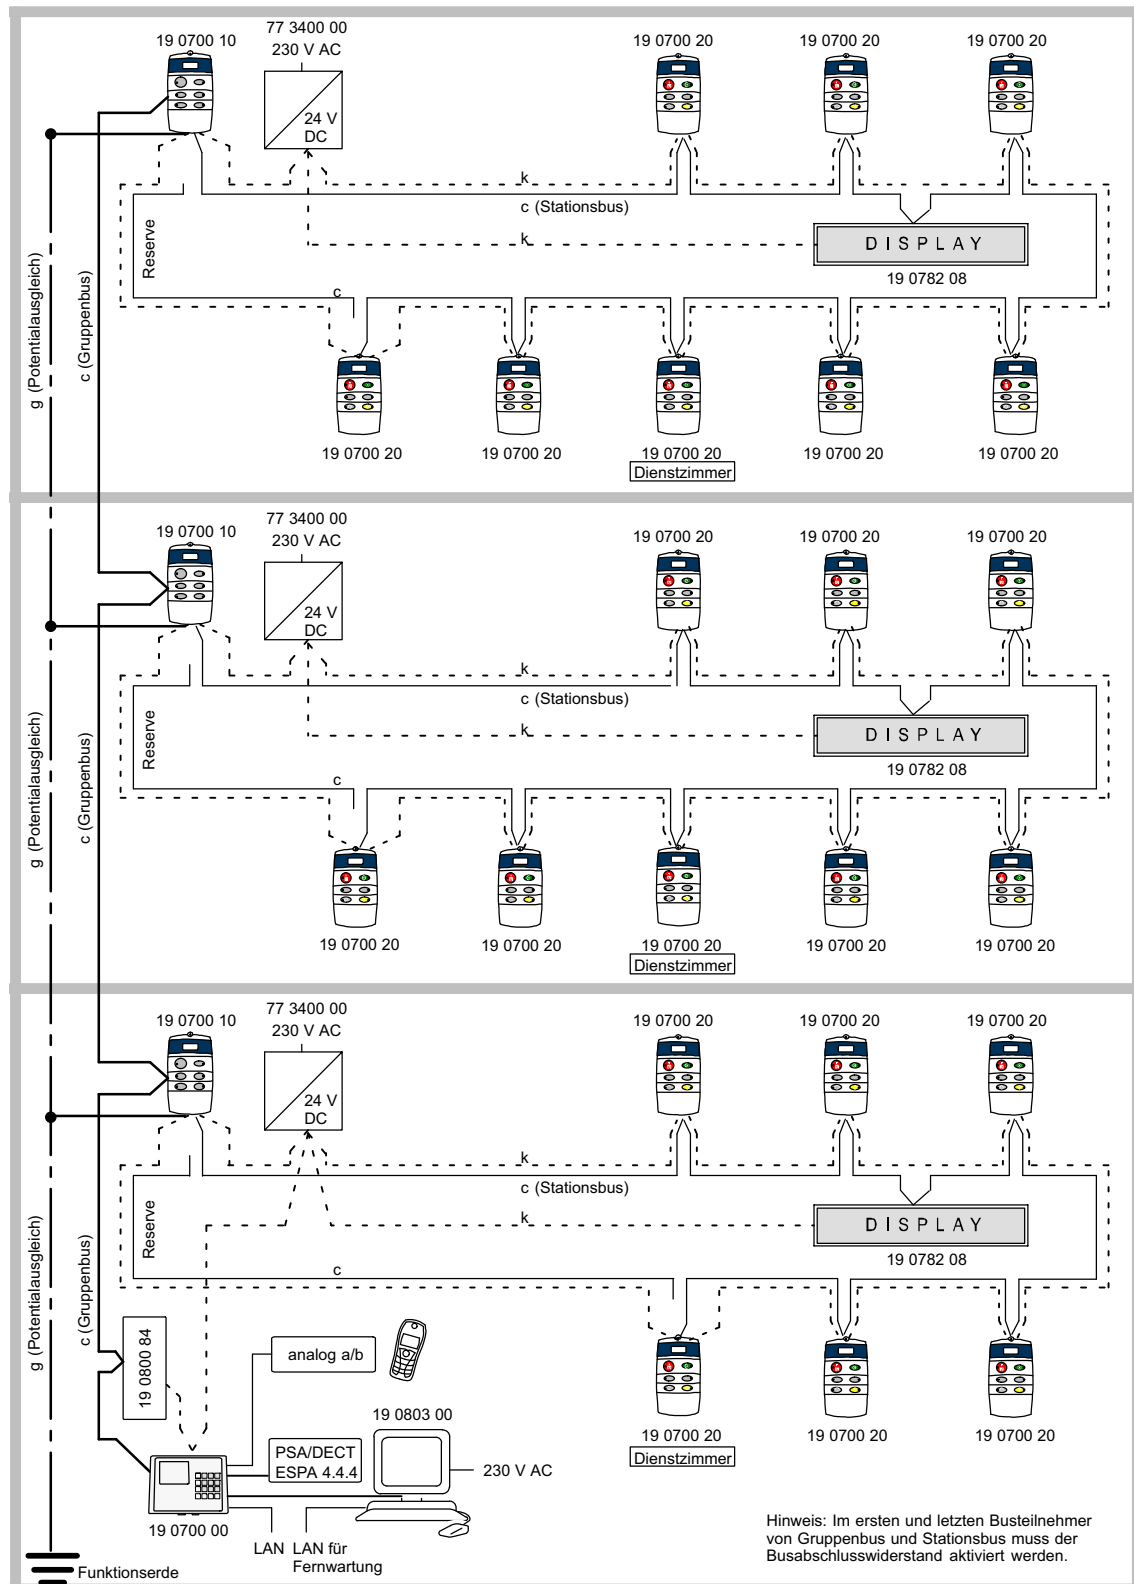 77 3400 00
230 V AC
19 0700 10
19 0700 20
19 0700 20
19 0700 20
24 V
DC
k
c (Stationsbus)
k
DISPLAY
19 0782 08
Reserve
c
g (Potentialausgleich)
c (Gruppenbus)
19 0700 20
19 0700 20
19 0700 20
19 0700 20
19 0700 20
Dienstzimmer
77 3400 00
230 V AC
19 0700 10
19 0700 20
19 0700 20
19 0700 20
24 V
DC
k
c (Stationsbus)
k
DISPLAY
19 0782 08
Reserve
c
g (Potentialausgleich)
c (Gruppenbus)
19 0700 20
19 0700 20
19 0700 20
19 0700 20
19 0700 20
Dienstzimmer
77 3400 00
230 V AC
19 0700 10
19 0700 20
19 0700 20
19 0700 20
24 V
DC
k
c (Stationsbus)
k
DISPLAY
19 0782 08
Reserve
c
g (Potentialausgleich)
c (Gruppenbus)
19 0800 84
analog a/b
19 0803 00
19 0700 20
19 0700 20
19 0700 20
Dienstzimmer
PSA/DECT
ESPA 4.4.4
230 V AC
19 0700 00
LAN
LAN für
Fernwartung
Hinweis: Im ersten und letzten Busteilnehmer
von Gruppenbus und Stationsbus muss der
Busabschlusswiderstand aktiviert werden.
Funktionserde